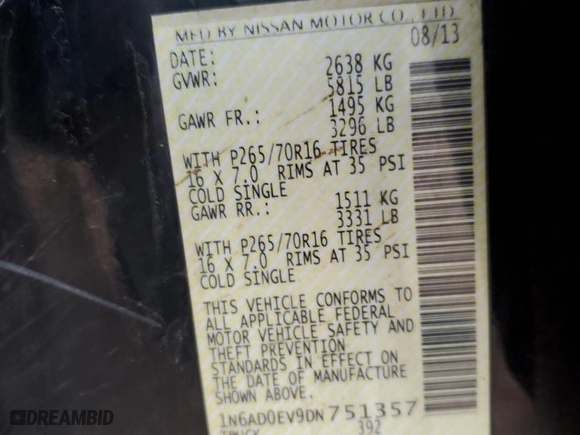 MFD BY NISSAN MOTOR CO., LTD.
DATE: 08/13
GVWR: 2638 KG
5815 LB
GAWR FR.: 1495 KG
3296 LB
WITH P265/70R16 TIRES
16 X 7.0 RIMS AT 35 PSI
COLD SINGLE
GAWR RR.: 1511 KG
3331 LB
WITH P265/70R16 TIRES
16 X 7.0 RIMS AT 35 PSI
COLD SINGLE
THIS VEHICLE CONFORMS TO
ALL APPLICABLE FEDERAL
MOTOR VEHICLE SAFETY AND
THEFT PREVENTION
STANDARDS IN EFFECT ON
THE DATE OF MANUFACTURE
SHOWN ABOVE.
1N6AD0EV9DN751357
TRUCK 392
DREAMBID